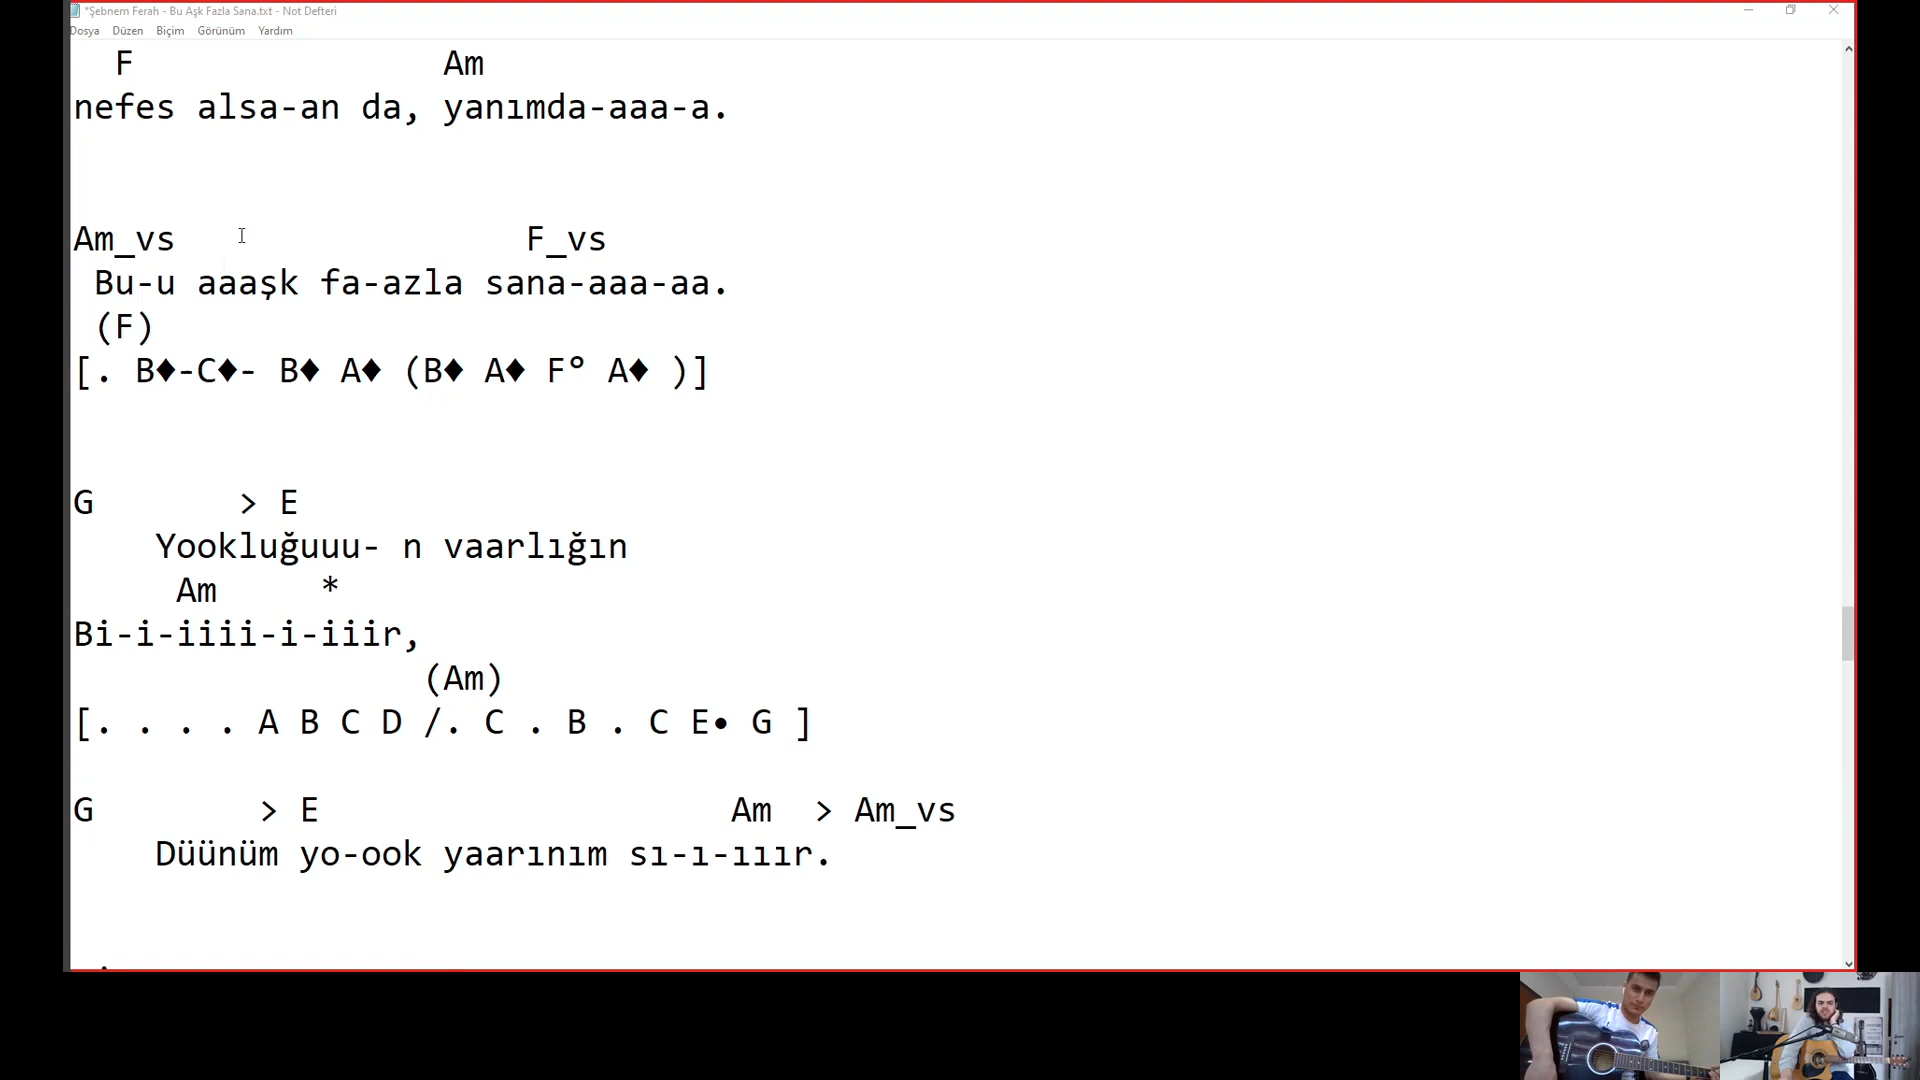 *Şebnem Ferah - Bu Aşk Fazla Sana.txt - Not Defteri
Dosya Düzen Biçim Görünüm Yardım
F Am
nefes alsa-an da, yanımda-aaa-a.
Am_vs F_vs
Bu-u aaaşk fa-azla sana-aaa-aa.
(F)
[. B♦-C♦- B♦ A♦ (B♦ A♦ F° A♦ )]
G > E
Yookluğuuu- n vaarlığın
Am *
Bi-i-iiii-i-iiir,
(Am)
[. . . . A B C D /. C . B . C E• G ]
G > E Am > Am_vs
Düünüm yo-ook yaarınım sı-ı-ıııır.